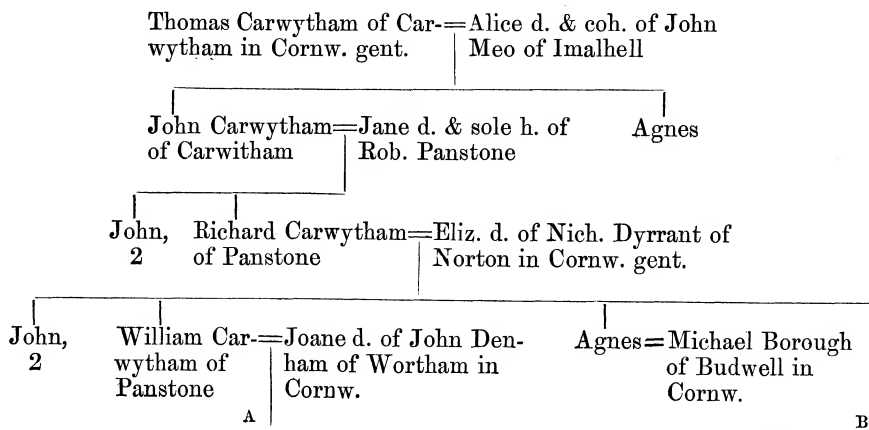 Thomas Carwytham of Car-=Alice d. & coh. of John
wytham in Cornw. gent. Meo of Imalhell
John Carwytham=Jane d. & sole h. of Agnes
of Carwitham Rob. Panstone
John, Richard Carwytham=Eliz. d. of Nich. Dyrrant of
2 of Panstone Norton in Cornw. gent.
John, William Car-=Joane d. of John Den- Agnes=Michael Borough
2 wytham of ham of Wortham in of Budwell in
Panstone Cornw. Cornw.
A B